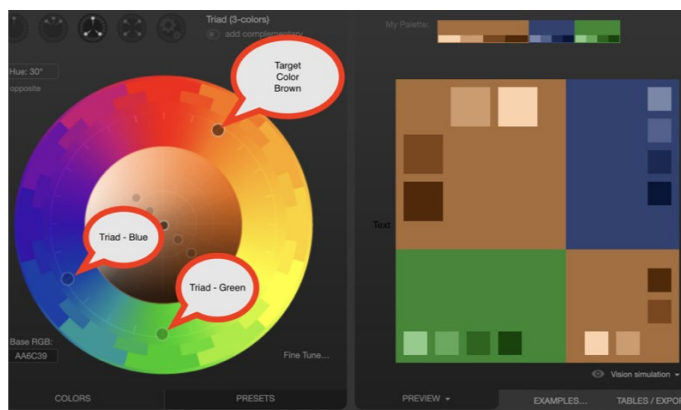 Triad (3-colors)
add complementary
My Palette:
Hue: 30°
opposite
Target
Color
Brown
Triad - Blue
Text
Triad - Green
Base RGB:
AA6C39
Fine Tune...
Vision simulation
COLORS
PRESETS
PREVIEW
EXAMPLES...
TABLES / EXPO